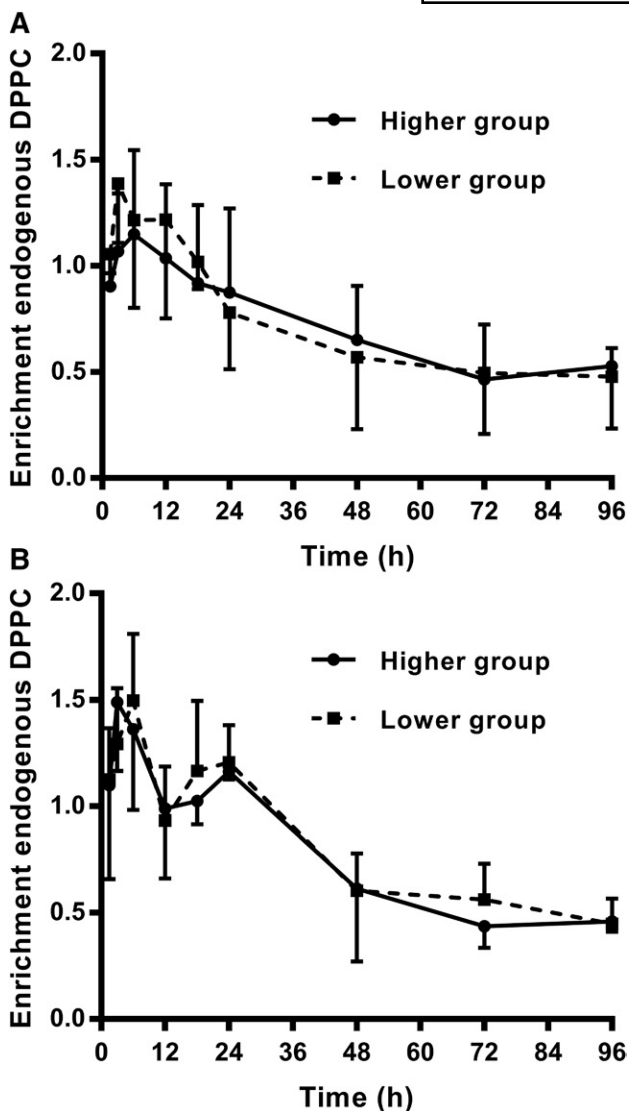 A
Enrichment endogenous DPPC
2.0
1.5
1.0
0.5
0.0
Higher group
Lower group
0 12 24 36 48 60 72 84 96
Time (h)
B
Enrichment endogenous DPPC
2.0
1.5
1.0
0.5
0.0
Higher group
Lower group
0 12 24 36 48 60 72 84 96
Time (h)